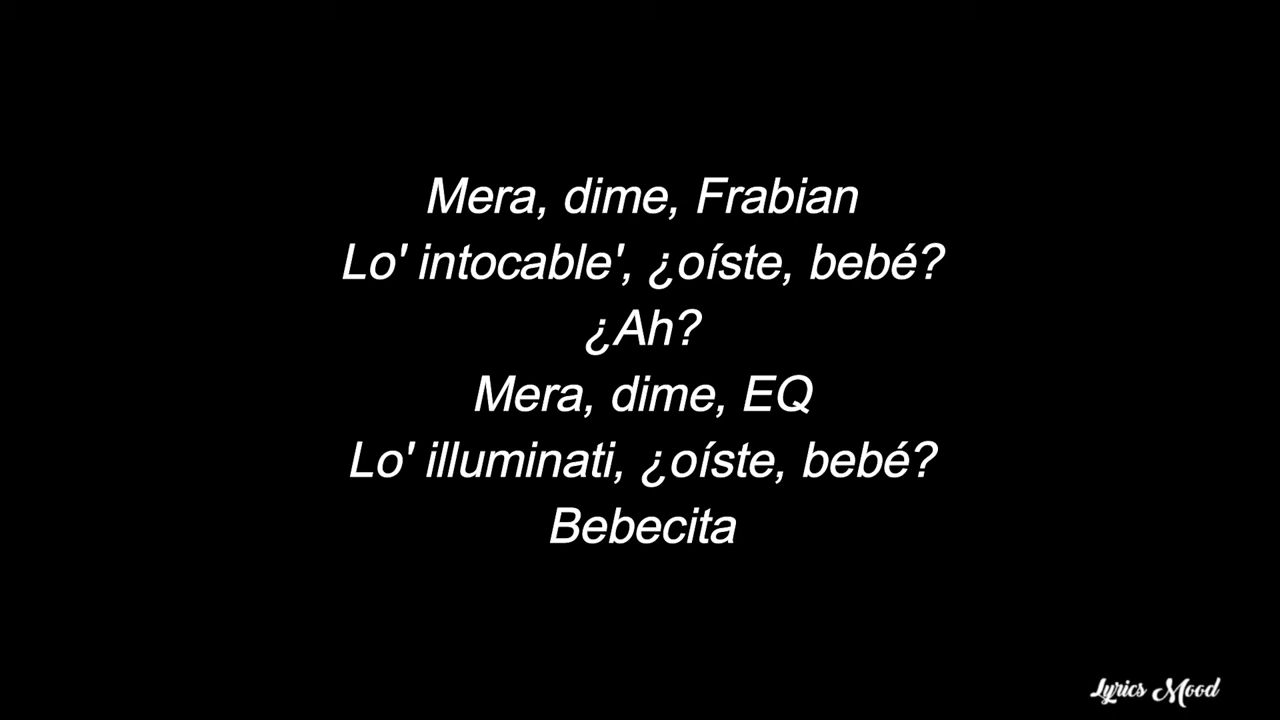 Mera, dime, Frabian
Lo' intocable', ¿oíste, bebé?
¿Ah?
Mera, dime, EQ
Lo' illuminati, ¿oíste, bebé?
Bebecita
Lyrics Mood